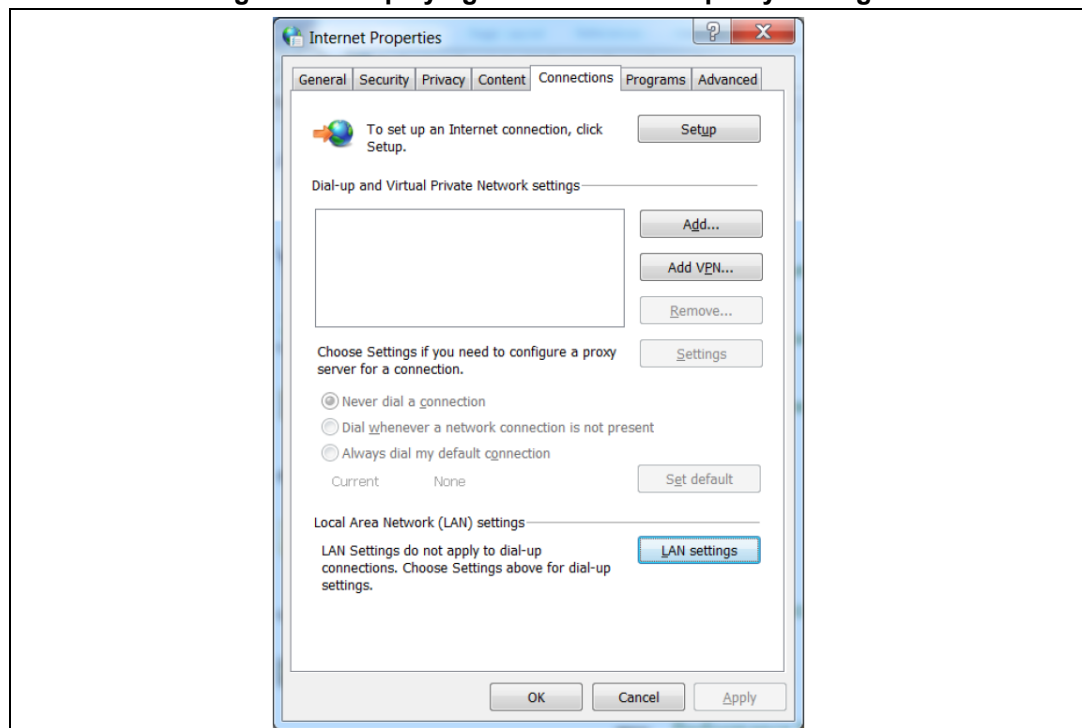 Internet Properties
General Security Privacy Content Connections Programs Advanced
To set up an Internet connection, click
Setup.
Setup
Dial-up and Virtual Private Network settings
Add...
Add VPN...
Remove...
Choose Settings if you need to configure a proxy
server for a connection.
Settings
Never dial a connection
Dial whenever a network connection is not present
Always dial my default connection
Current None
Set default
Local Area Network (LAN) settings
LAN Settings do not apply to dial-up
connections. Choose Settings above for dial-up
settings.
LAN settings
OK Cancel Apply